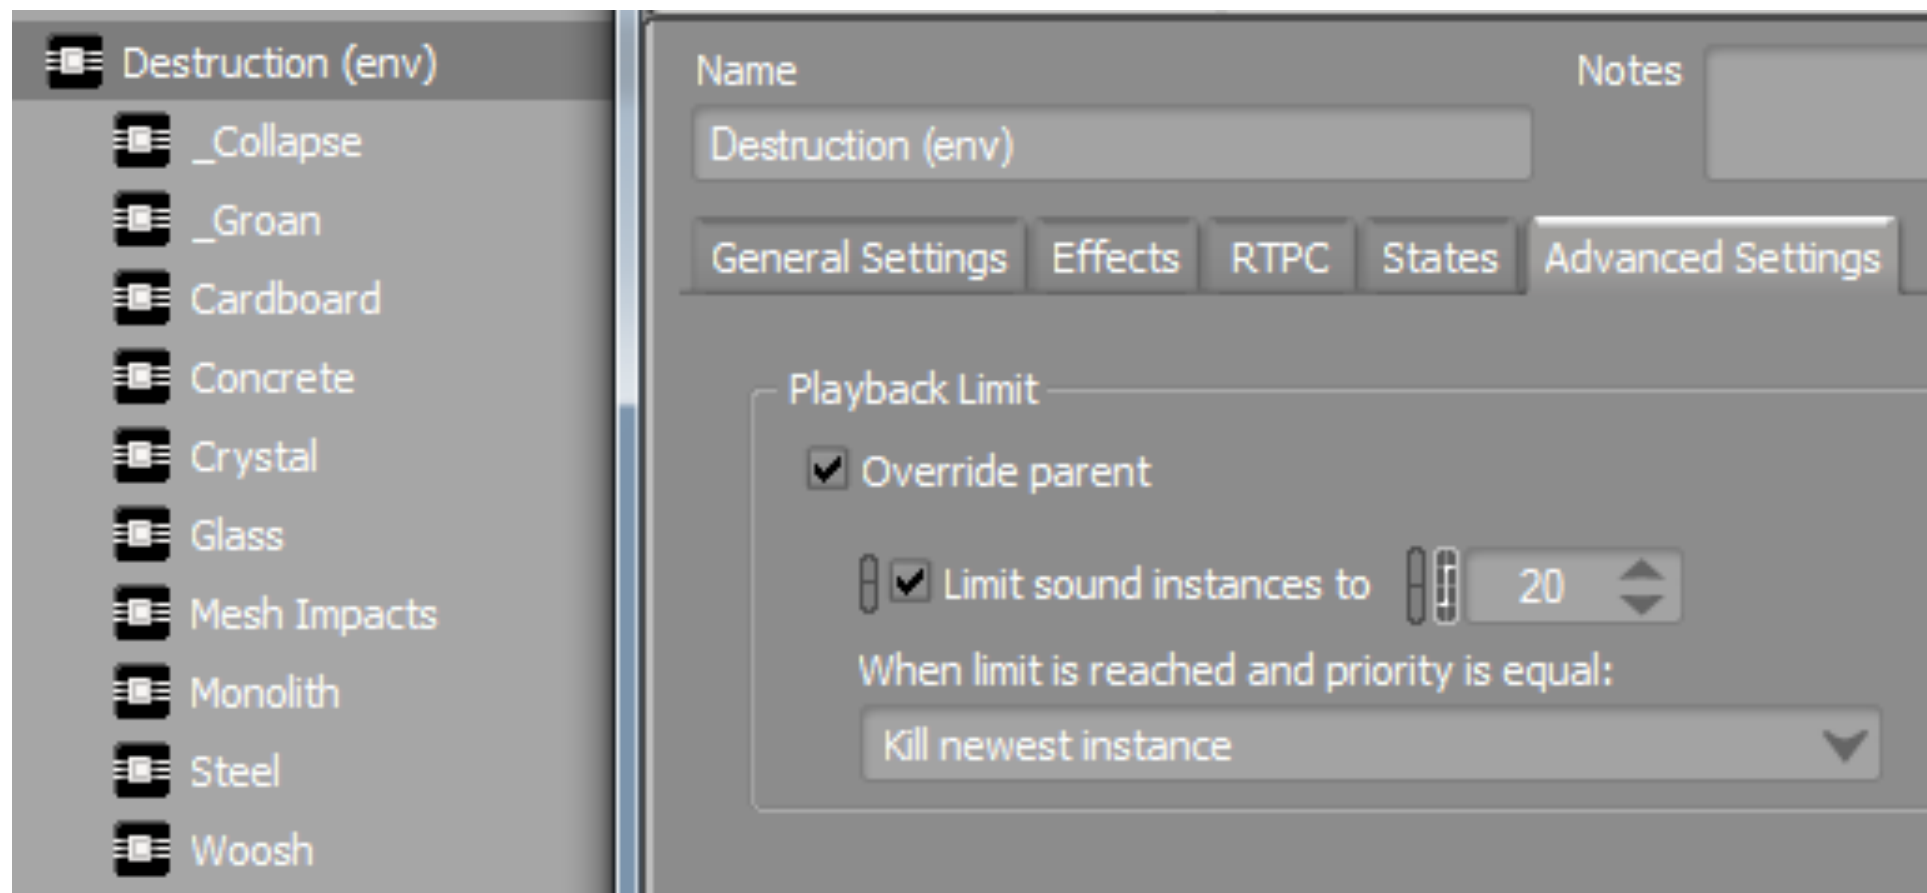 Destruction (env)
_Collapse
_Groan
Cardboard
Concrete
Crystal
Glass
Mesh Impacts
Monolith
Steel
Woosh
Name
Notes
Destruction (env)
General Settings
Effects
RTPC
States
Advanced Settings
Playback Limit
Override parent
Limit sound instances to 20
When limit is reached and priority is equal:
Kill newest instance